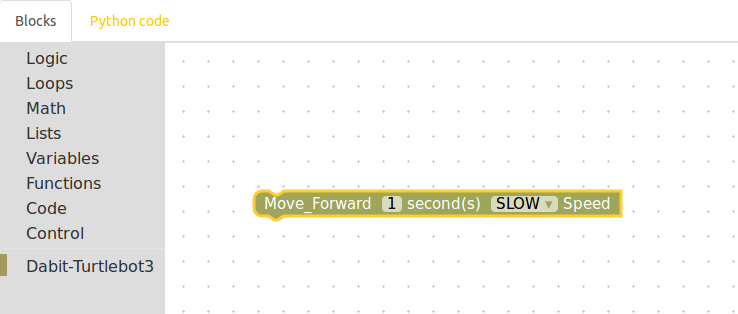 Blocks
Python code
Logic
Loops
Math
Lists
Variables
Functions
Code
Control
Dabit-Turtlebot3
Move_Forward 1 second(s) SLOW ▾ Speed